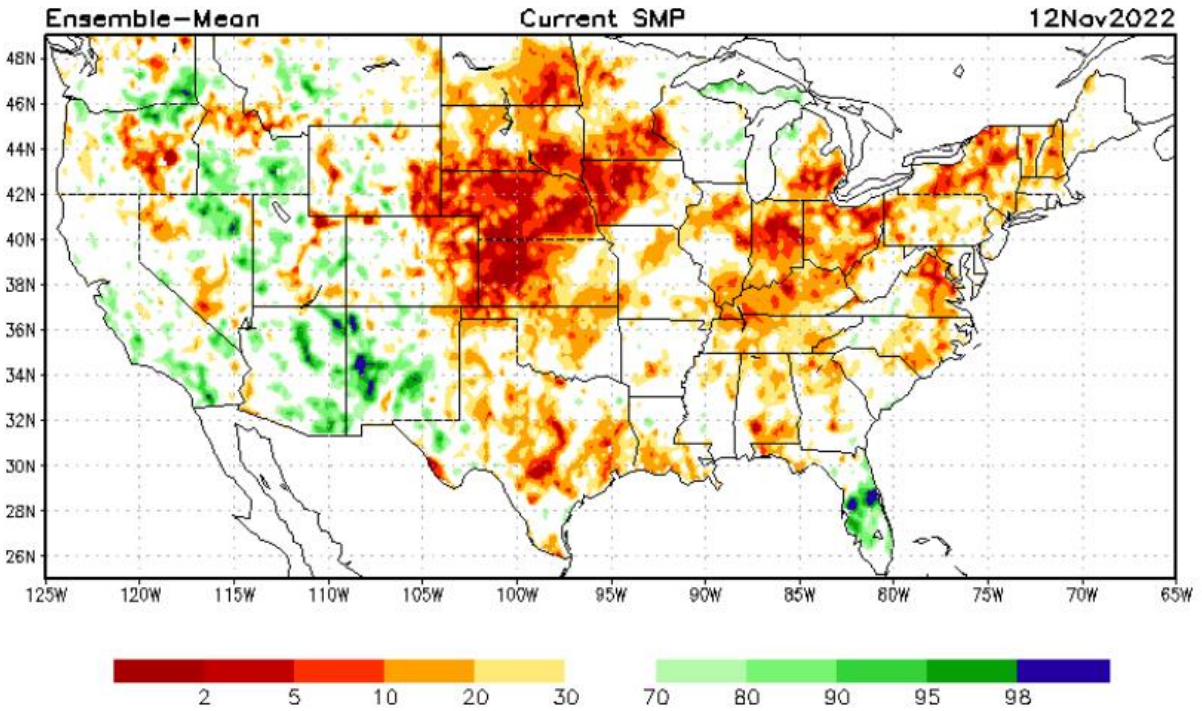 Ensemble-Mean Current SMP 12Nov2022
48N
46N
44N
42N
40N
38N
36N
34N
32N
30N
28N
26N
125W 120W 115W 110W 105W 100W 95W 90W 85W 80W 75W 70W 65W
2 5 10 20 30 70 80 90 95 98